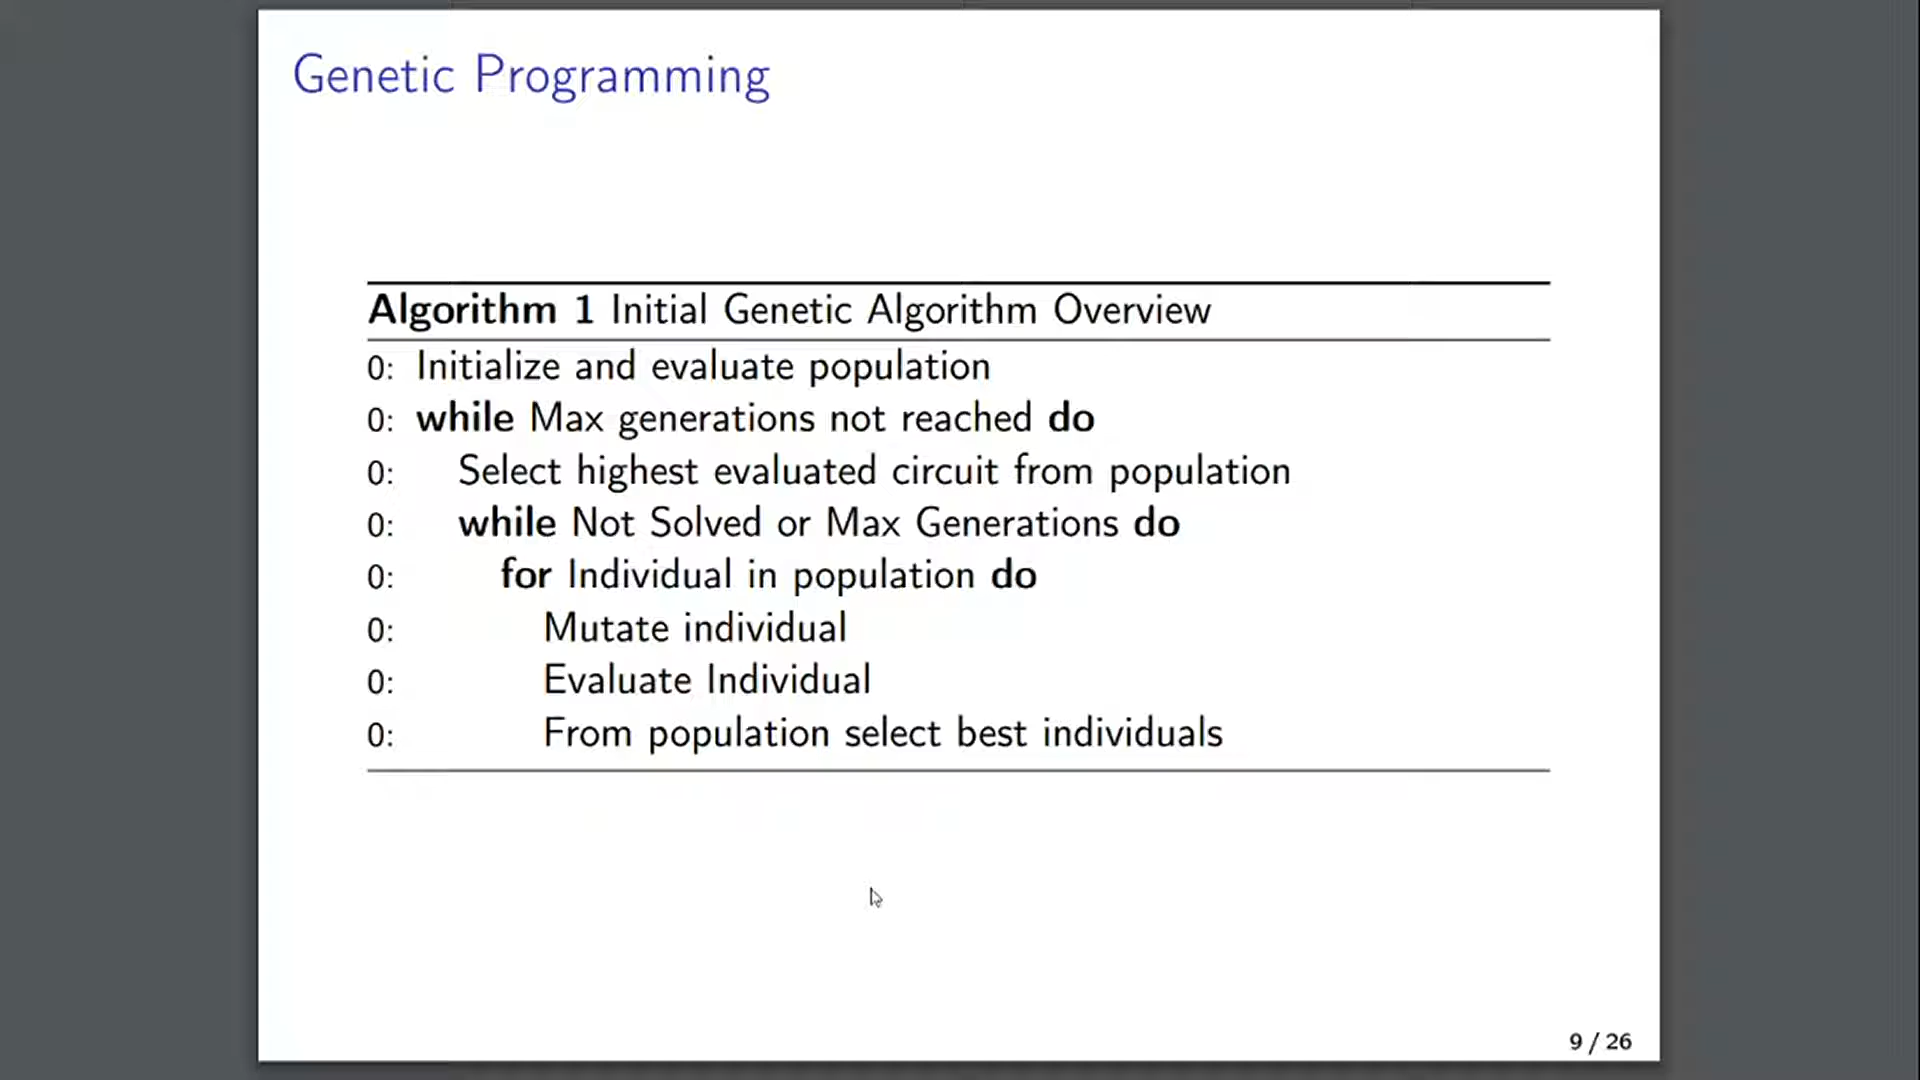 Genetic Programming
Algorithm 1 Initial Genetic Algorithm Overview
0: Initialize and evaluate population
0: while Max generations not reached do
0: Select highest evaluated circuit from population
0: while Not Solved or Max Generations do
0: for Individual in population do
0: Mutate individual
0: Evaluate Individual
0: From population select best individuals
9 / 26